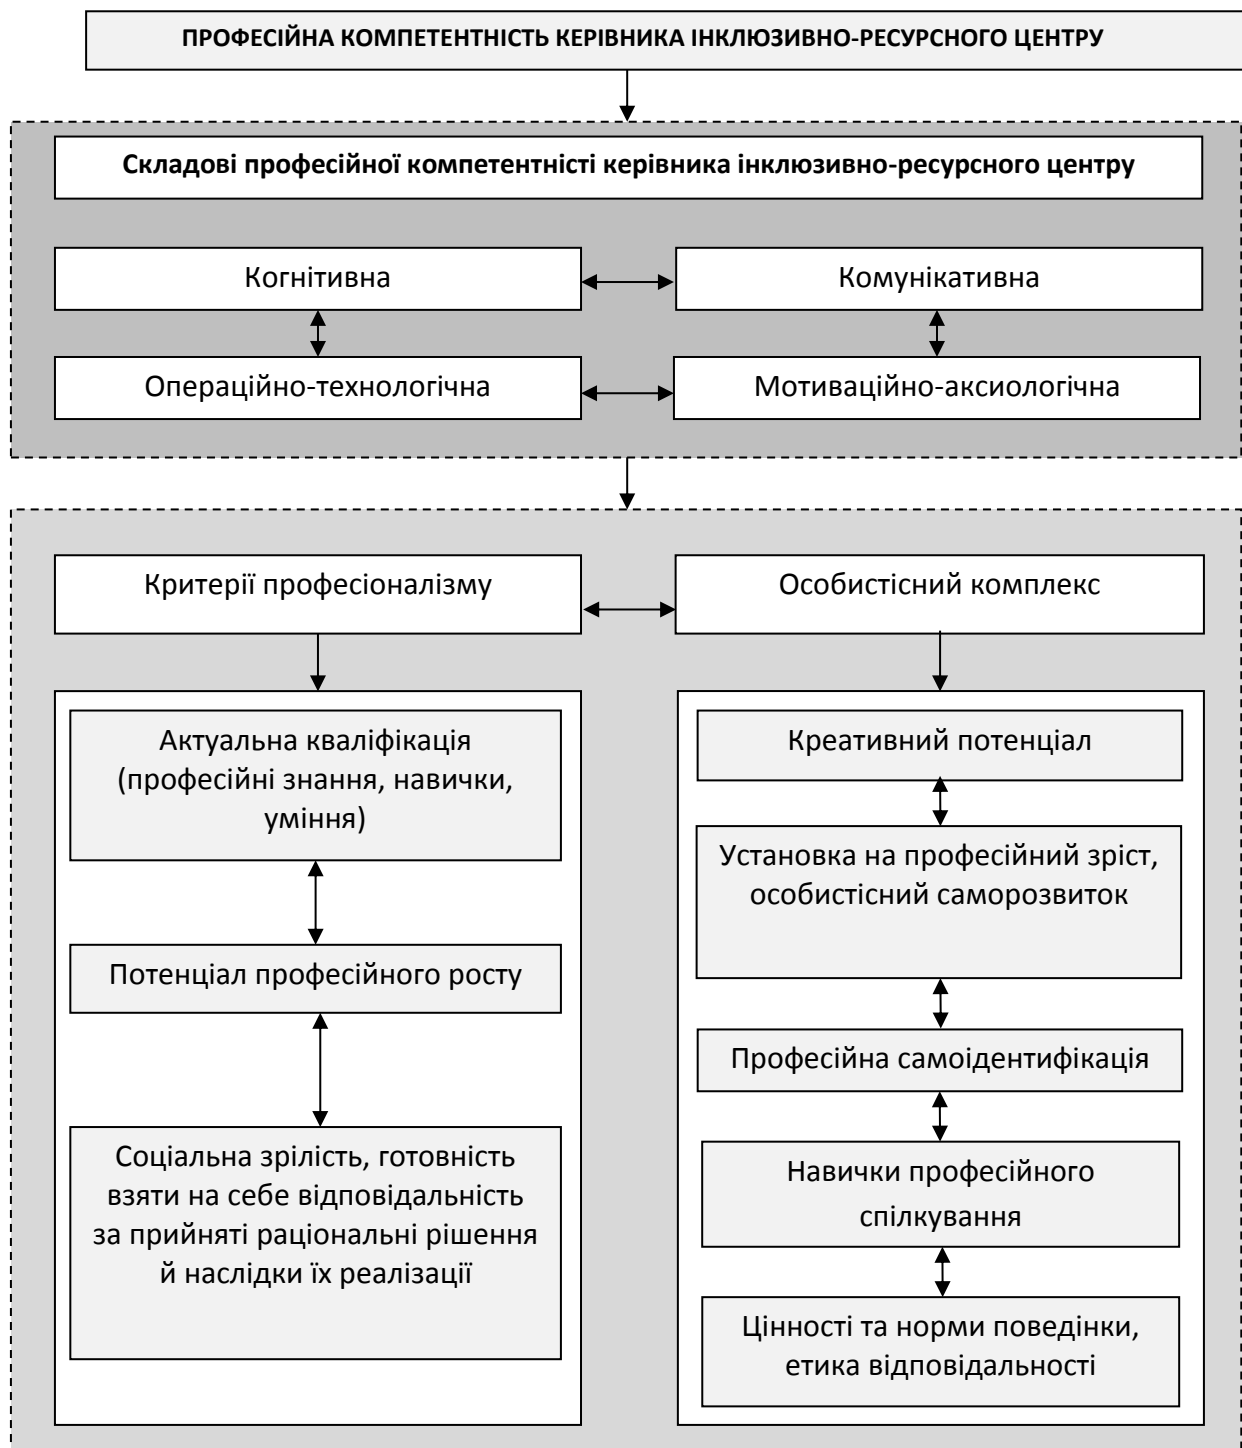 ПРОФЕСІЙНА КОМПЕТЕНТНІСТЬ КЕРІВНИКА ІНКЛЮЗИВНО-РЕСУРСНОГО ЦЕНТРУ
Складові професійної компетентністі керівника інклюзивно-ресурсного центру
Когнітивна
Комунікативна
Операційно-технологічна
Мотиваційно-аксиологічна
Критерії професіоналізму
Особистісний комплекс
Актуальна кваліфікація
(професійні знання, навички,
уміння)
Потенціал професійного росту
Соціальна зрілість, готовність
взяти на себе відповідальність
за прийняті раціональні рішення
й наслідки їх реалізації
Креативний потенціал
Установка на професійний зріст,
особистісний саморозвиток
Професійна самоідентифікація
Навички професійного
спілкування
Цінності та норми поведінки,
етика відповідальності